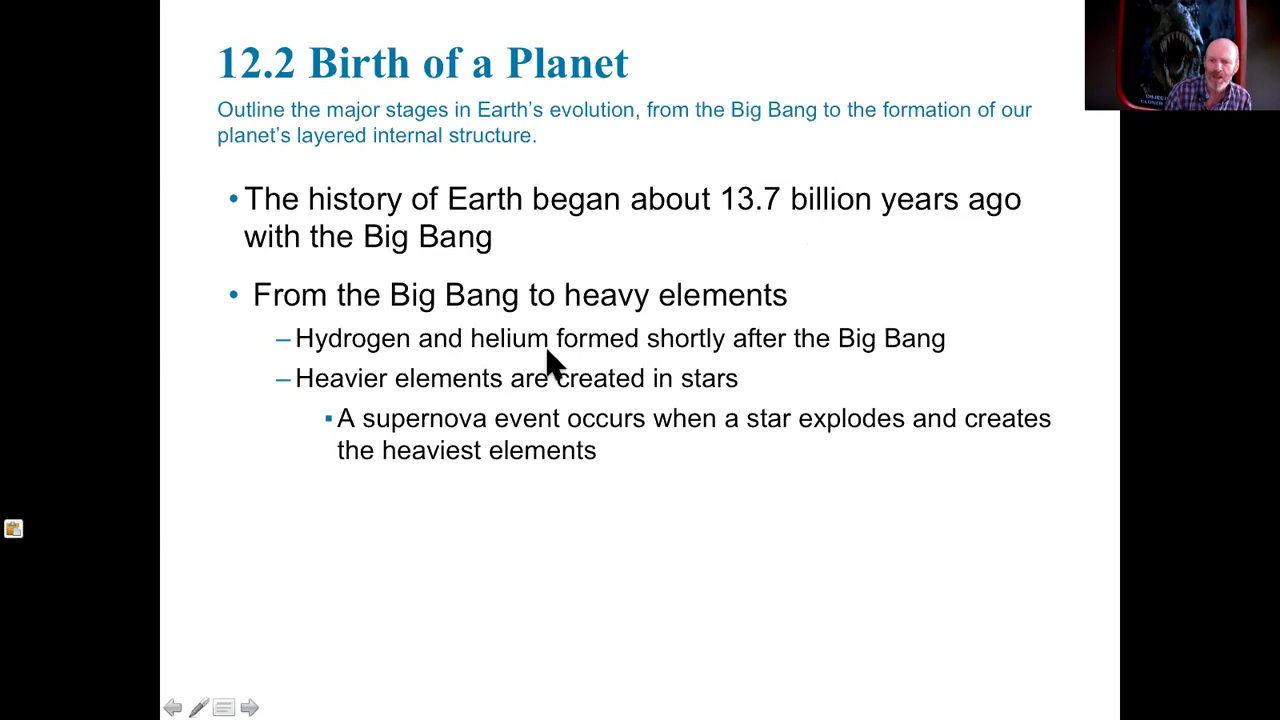 12.2 Birth of a Planet
Outline the major stages in Earth's evolution, from the Big Bang to the formation of our
planet's layered internal structure.
•The history of Earth began about 13.7 billion years ago
with the Big Bang
• From the Big Bang to heavy elements
–Hydrogen and helium formed shortly after the Big Bang
–Heavier elements are created in stars
▪A supernova event occurs when a star explodes and creates
the heaviest elements